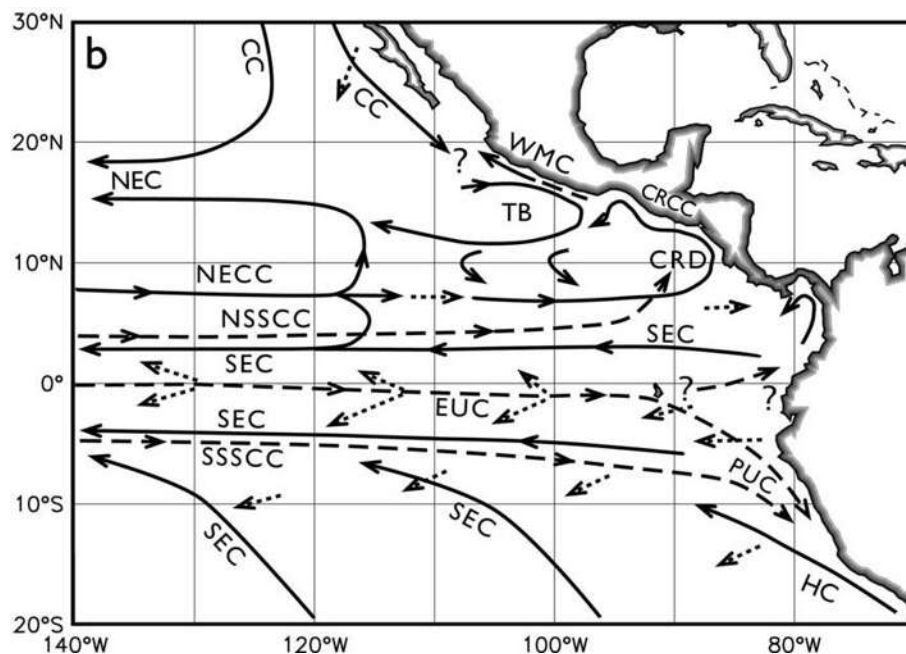 30°N
b
CC
CC
20°N
?
WMC
NEC
TB
CRCC
10°N
NECC
CRD
NSSCC
SEC
SEC
0°
?
?
EUC
SEC
SSSCC
PUC
10°S
SEC
SEC
HC
20°S
140°W
120°W
100°W
80°W